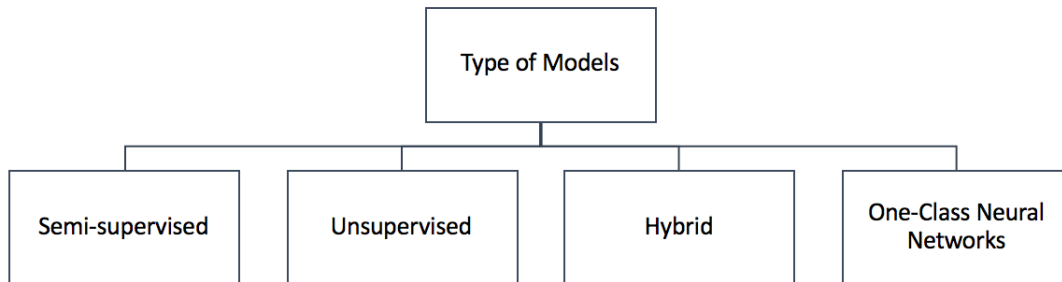 Type of Models
Semi-supervised
Unsupervised
Hybrid
One-Class Neural
Networks